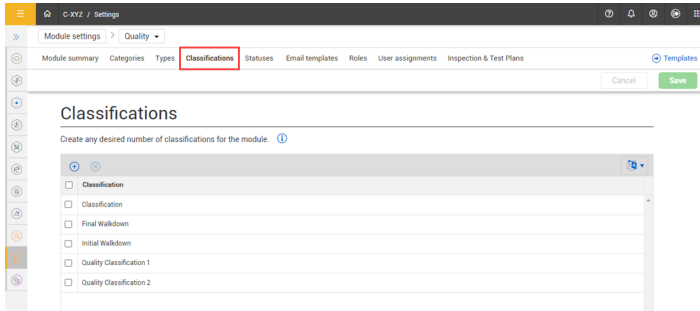 C-XYZ / Settings
Module settings > Quality
Module summary Categories Types Classifications Statuses Email templates Roles User assignments Inspection & Test Plans Templates
Cancel Save
Classifications
Create any desired number of classifications for the module.
Classification
Classification
Final Walkdown
Initial Walkdown
Quality Classification 1
Quality Classification 2